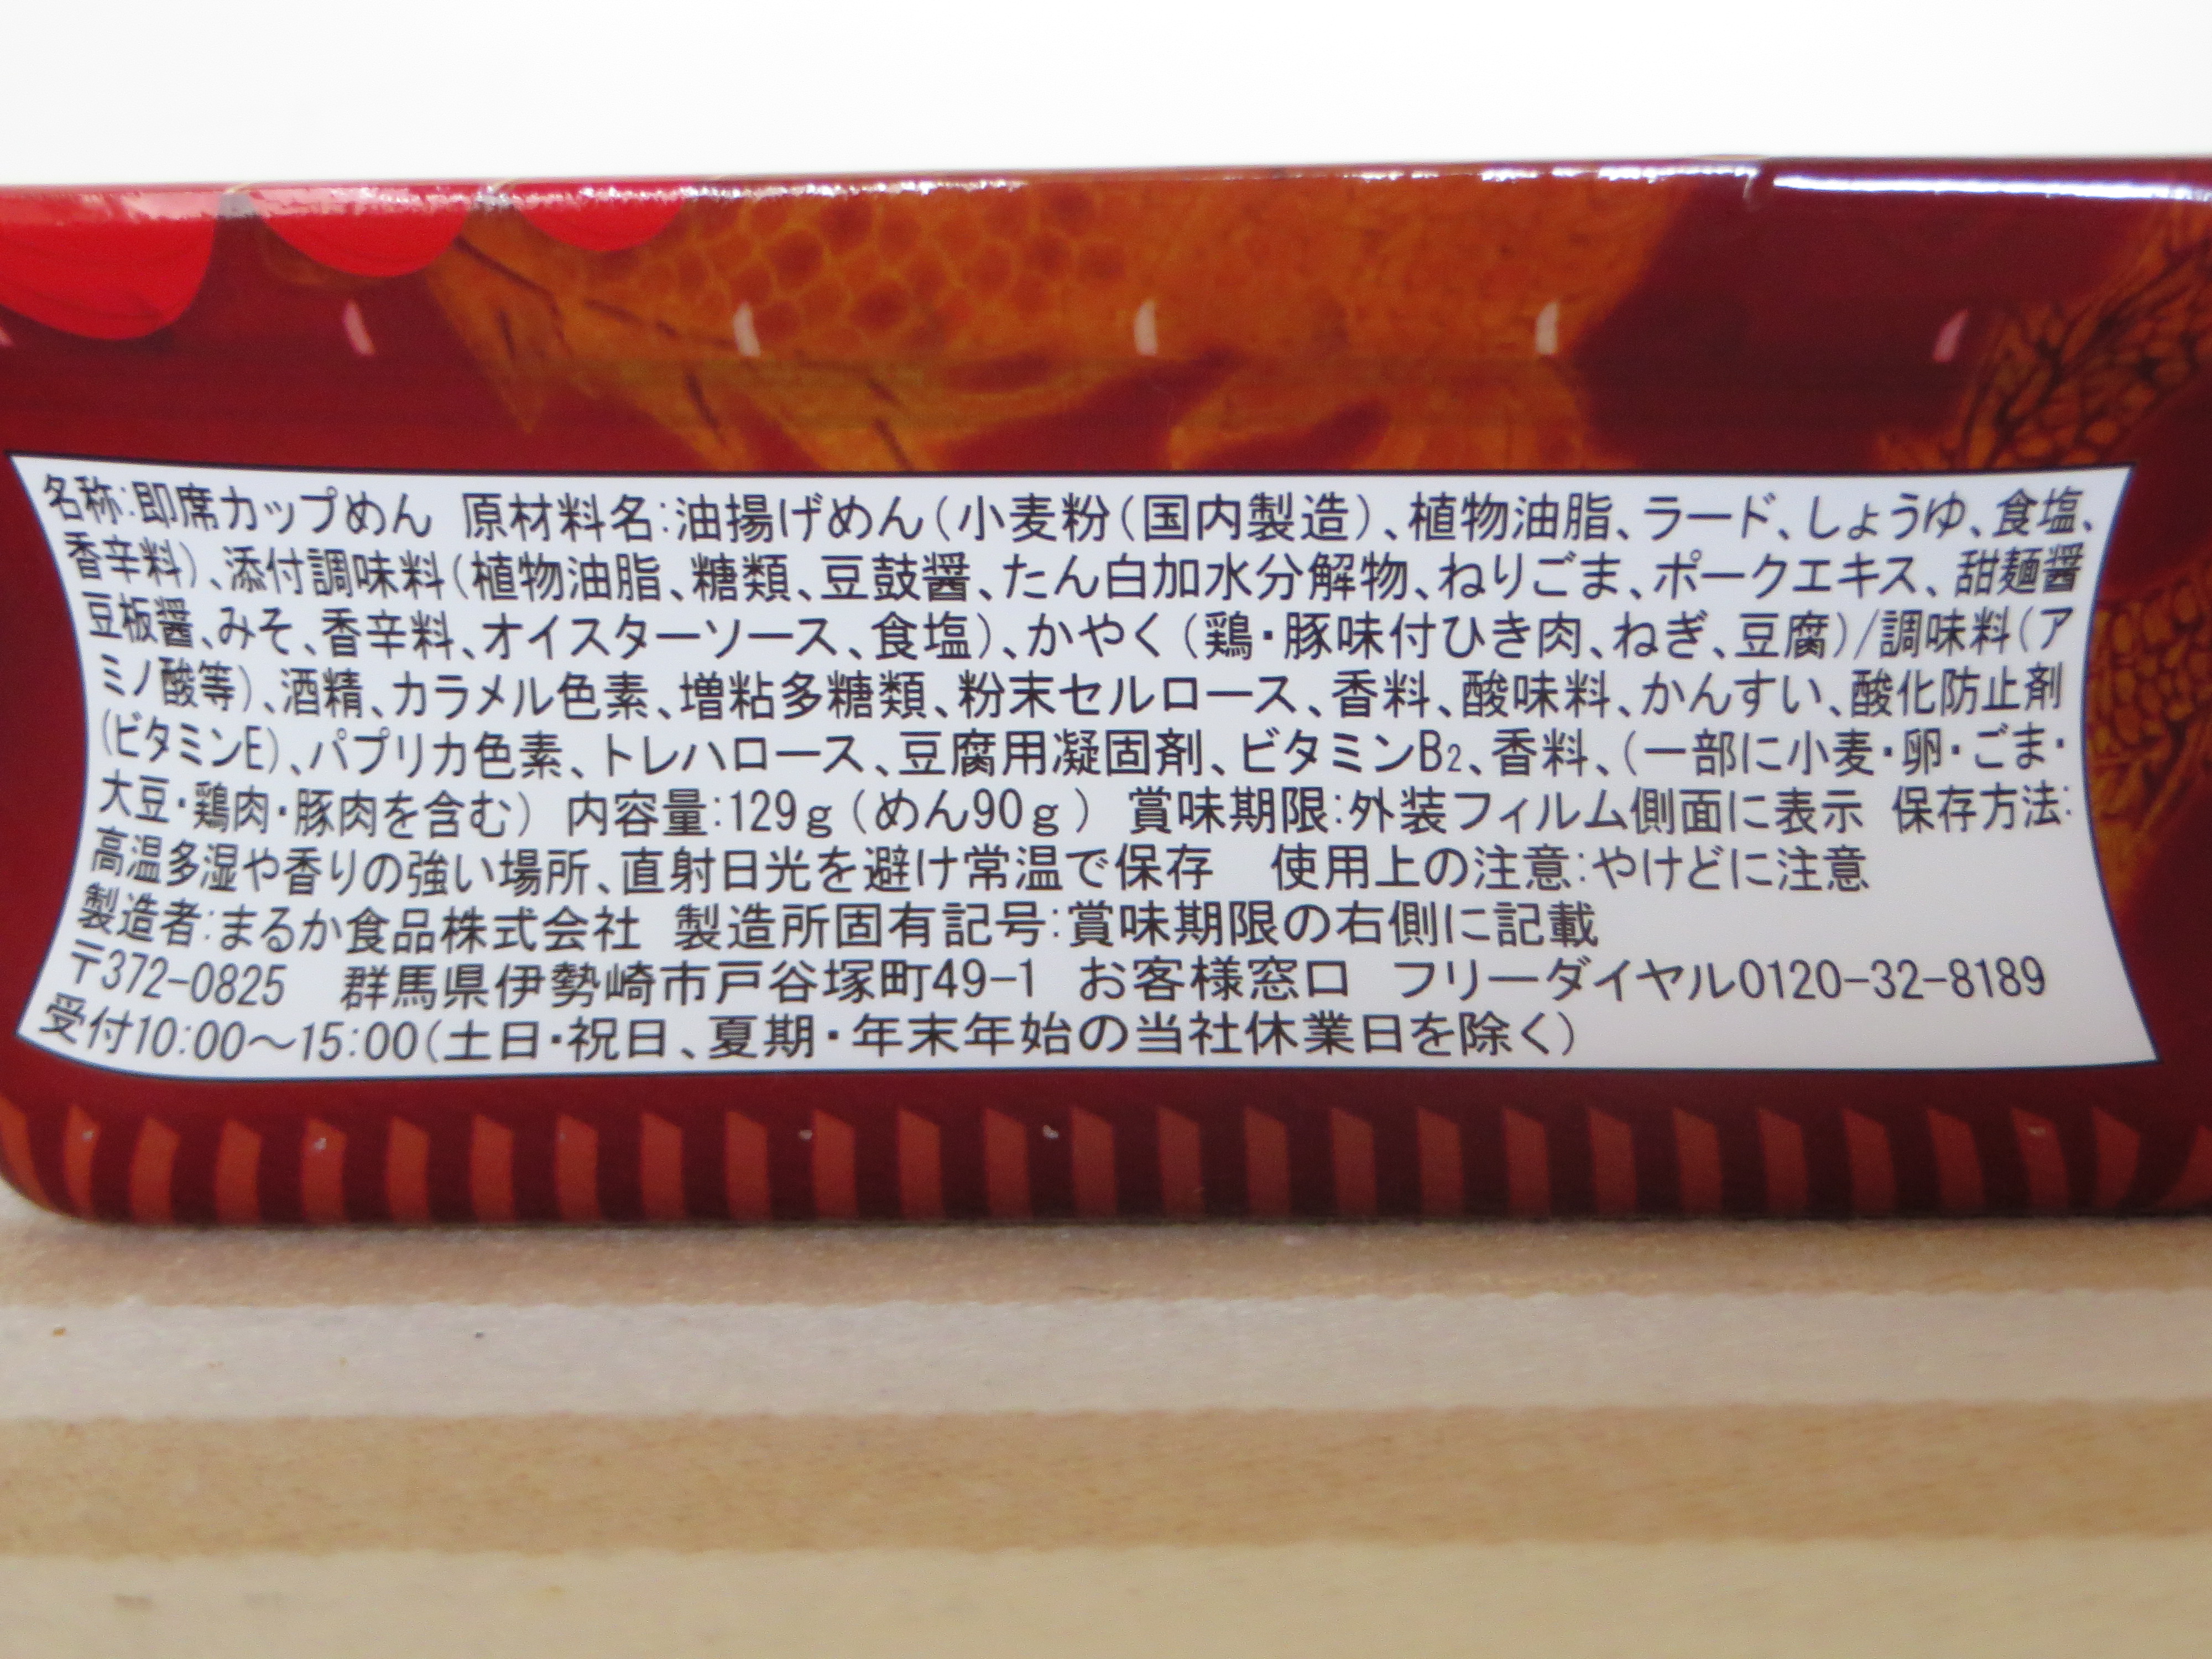 名称:即席カップめん 原材料名:油揚げめん(小麦粉(国内製造)、植物油脂、ラード、しょうゆ、食塩、
香辛料)、添付調味料(植物油脂、糖類、豆鼓醤、たん白加水分解物、ねりごま、ポークエキス、甜麺醤
豆板醤、みそ、香辛料、オイスターソース、食塩)、かやく(鶏・豚味付ひき肉、ねぎ、豆腐)/調味料(ア
ミノ酸等)、酒精、カラメル色素、増粘多糖類、粉末セルロース、香料、酸味料、かんすい、酸化防止剤
(ビタミンE)、パプリカ色素、トレハロース、豆腐用凝固剤、ビタミンB2、香料、(一部に小麦・卵・ごま・
大豆・鶏肉・豚肉を含む) 内容量:129g(めん90g) 賞味期限:外装フィルム側面に表示 保存方法:
高温多湿や香りの強い場所、直射日光を避け常温で保存 使用上の注意:やけどに注意
製造者:まるか食品株式会社 製造所固有記号:賞味期限の右側に記載
〒372-0825 群馬県伊勢崎市戸谷塚町49-1 お客様窓口 フリーダイヤル0120-32-8189
受付10:00〜15:00(土日・祝日、夏期・年末年始の当社休業日を除く)